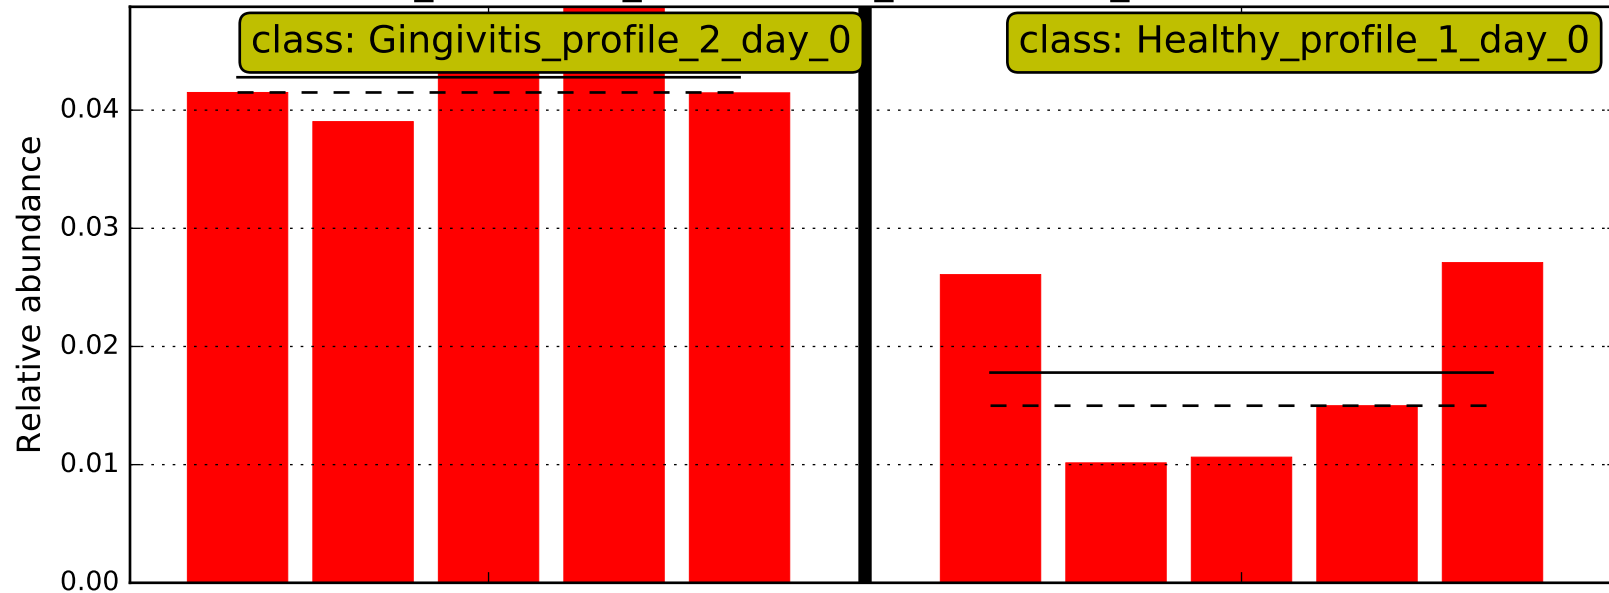 class: Gingivitis_profile_2_day_0
class: Healthy_profile_1_day_0
Relative abundance
0.04
0.03
0.02
0.01
0.00